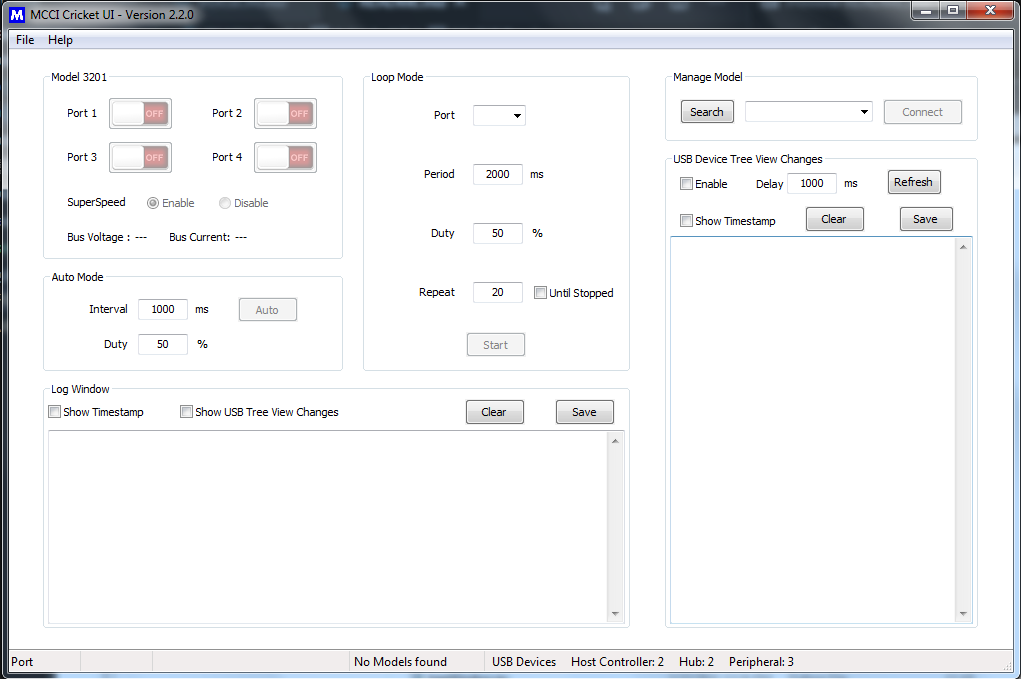 M MCCI Cricket UI - Version 2.2.0
File Help
Model 3201
Port 1 OFF Port 2 OFF
Port 3 OFF Port 4 OFF
SuperSpeed Enable Disable
Bus Voltage : --- Bus Current: ---
Auto Mode
Interval 1000 ms Auto
Duty 50 %
Loop Mode
Port
Period 2000 ms
Duty 50 %
Repeat 20 Until Stopped
Start
Manage Model
Search Connect
USB Device Tree View Changes
Enable Delay 1000 ms Refresh
Show Timestamp Clear Save
Log Window
Show Timestamp Show USB Tree View Changes Clear Save
Port No Models found USB Devices Host Controller: 2 Hub: 2 Peripheral: 3